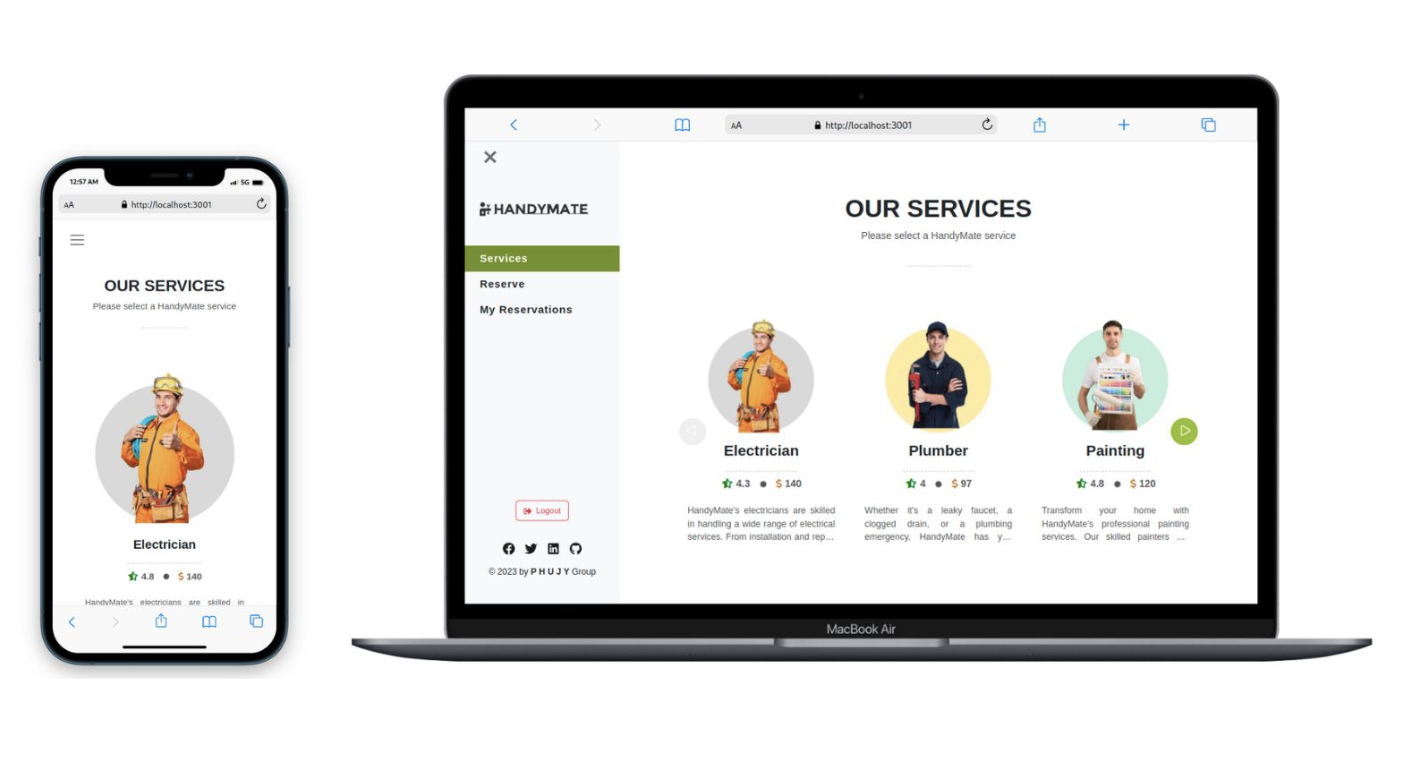 12:57 AM
5G
AA
http://localhost:3001
OUR SERVICES
Please select a HandyMate service
Electrician
4.8 ● $ 140
HandyMate's electricians are skilled in
AA
http://localhost:3001
HANDYMATE
Services
Reserve
My Reservations
Logout
© 2023 by P H U J Y Group
OUR SERVICES
Please select a HandyMate service
Electrician
4.3 ● $ 140
HandyMate's electricians are skilled
in handling a wide range of electrical
services. From installation and rep...
Plumber
4 ● $ 97
Whether it's a leaky faucet, a
clogged drain, or a plumbing
emergency, HandyMate has y...
Painting
4.8 ● $ 120
Transform your home with
HandyMate's professional painting
services. Our skilled painters ...
MacBook Air